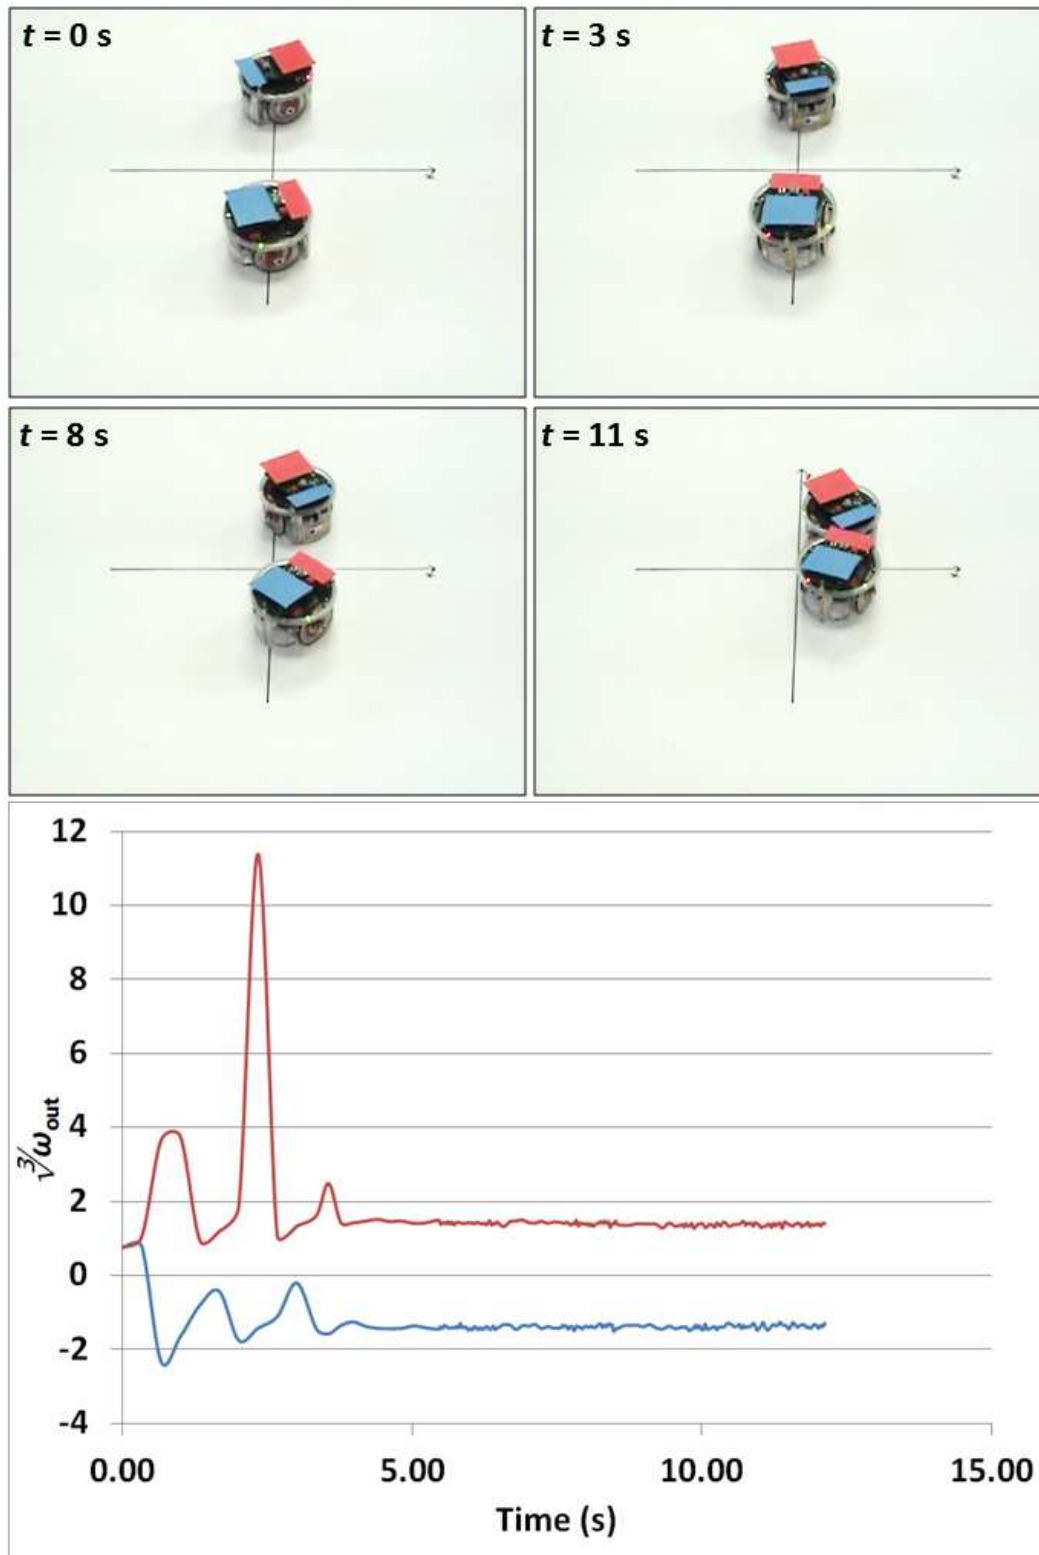 t = 0 s
t = 3 s
x
x
t = 8 s
t = 11 s
x
x
12
10
8
6
4
2
0
-2
-4
∛ω_out
0.00 5.00 10.00 15.00
Time (s)